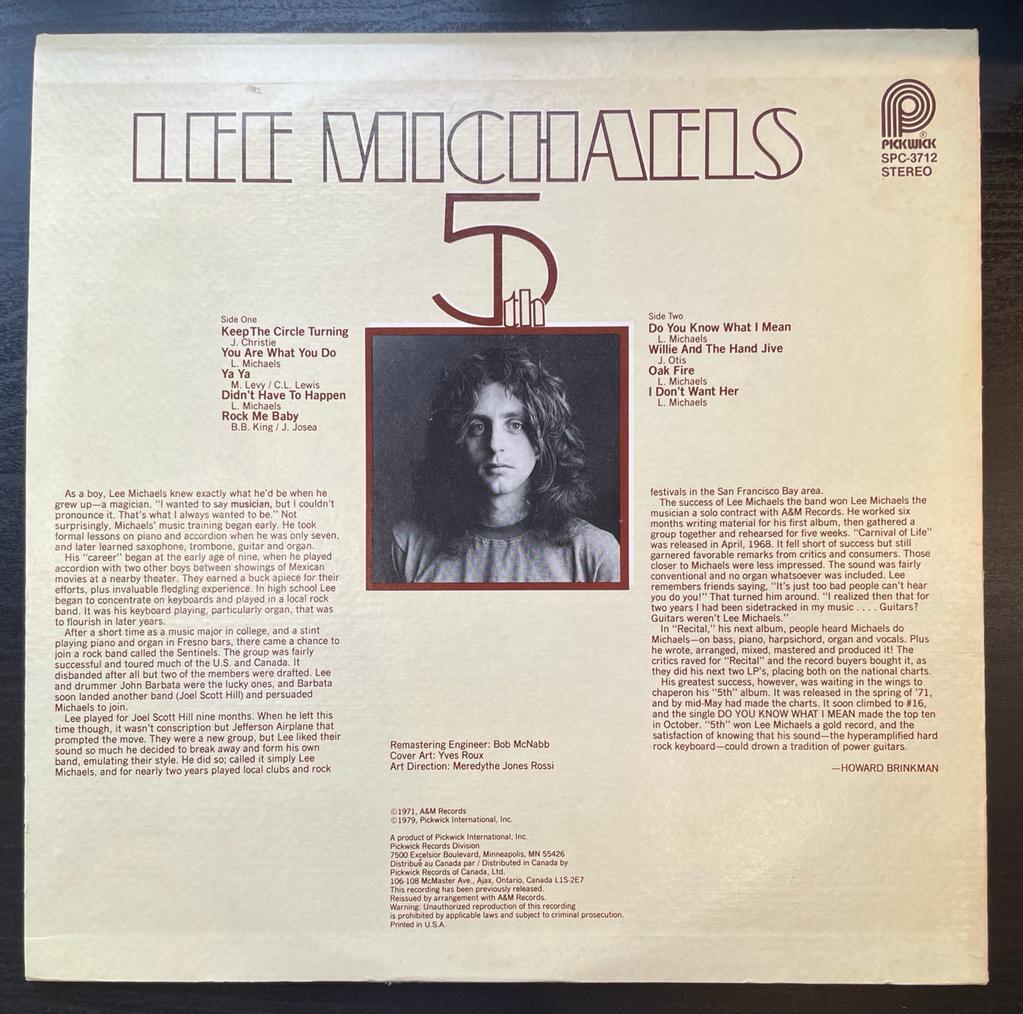 LEE MICHAELS
5th
PICKWICK
SPC-3712
STEREO
Side One
Keep The Circle Turning
J. Christie
You Are What You Do
L. Michaels
Ya Ya
M. Levy / C.L. Lewis
Didn't Have To Happen
L. Michaels
Rock Me Baby
B.B. King / J. Josea
Side Two
Do You Know What I Mean
L. Michaels
Willie And The Hand Jive
J. Otis
Oak Fire
L. Michaels
I Don't Want Her
L. Michaels
As a boy, Lee Michaels knew exactly what he'd be when he
grew up—a magician. "I wanted to say musician, but I couldn't
pronounce it. That's what I always wanted to be." Not
surprisingly, Michaels' music training began early. He took
formal lessons on piano and accordion when he was only seven,
and later learned saxophone, trombone, guitar and organ.
His "career" began at the early age of nine, when he played
accordion with two other boys between showings of Mexican
movies at a nearby theater. They earned a buck apiece for their
efforts, plus invaluable fledgling experience. In high school Lee
began to concentrate on keyboards and played in a local rock
band. It was his keyboard playing, particularly organ, that was
to flourish in later years.
After a short time as a music major in college, and a stint
playing piano and organ in Fresno bars, there came a chance to
join a rock band called the Sentinels. The group was fairly
successful and toured much of the U.S. and Canada. It
disbanded after all but two of the members were drafted. Lee
and drummer John Barbata were the lucky ones, and Barbata
soon landed another band (Joel Scott Hill) and persuaded
Michaels to join.
Lee played for Joel Scott Hill nine months. When he left this
time though, it wasn't conscription but Jefferson Airplane that
prompted the move. They were a new group, but Lee liked their
sound so much he decided to break away and form his own
band, emulating their style. He did so; called it simply Lee
Michaels, and for nearly two years played local clubs and rock
festivals in the San Francisco Bay area.
The success of Lee Michaels the band won Lee Michaels the
musician a solo contract with A&M Records. He worked six
months writing material for his first album, then gathered a
group together and rehearsed for five weeks. "Carnival of Life"
was released in April, 1968. It fell short of success but still
garnered favorable remarks from critics and consumers. Those
closer to Michaels were less impressed. The sound was fairly
conventional and no organ whatsoever was included. Lee
remembers friends saying, "It's just too bad people can't hear
you do you!" That turned him around. "I realized then that for
two years I had been sidetracked in my music . . . . Guitars?
Guitars weren't Lee Michaels."
In "Recital," his next album, people heard Michaels do
Michaels—on bass, piano, harpsichord, organ and vocals. Plus
he wrote, arranged, mixed, mastered and produced it! The
critics raved for "Recital" and the record buyers bought it, as
they did his next two LP's, placing both on the national charts.
His greatest success, however, was waiting in the wings to
chaperon his "5th" album. It was released in the spring of '71,
and by mid-May had made the charts. It soon climbed to #16,
and the single DO YOU KNOW WHAT I MEAN made the top ten
in October. "5th" won Lee Michaels a gold record, and the
satisfaction of knowing that his sound—the hyperamplified hard
rock keyboard—could drown a tradition of power guitars.
—HOWARD BRINKMAN
Remastering Engineer: Bob McNabb
Cover Art: Yves Roux
Art Direction: Meredythe Jones Rossi
©1971, A&M Records
©1979, Pickwick International, Inc.
A product of Pickwick International, Inc.
Pickwick Records Division
7500 Excelsior Boulevard, Minneapolis, MN 55426
Distribué au Canada par / Distributed in Canada by
Pickwick Records of Canada, Ltd.
106-108 McMaster Ave., Ajax, Ontario, Canada L1S-2E7
This recording has been previously released.
Reissued by arrangement with A&M Records.
Warning: Unauthorized reproduction of this recording
is prohibited by applicable laws and subject to criminal prosecution.
Printed in U.S.A.